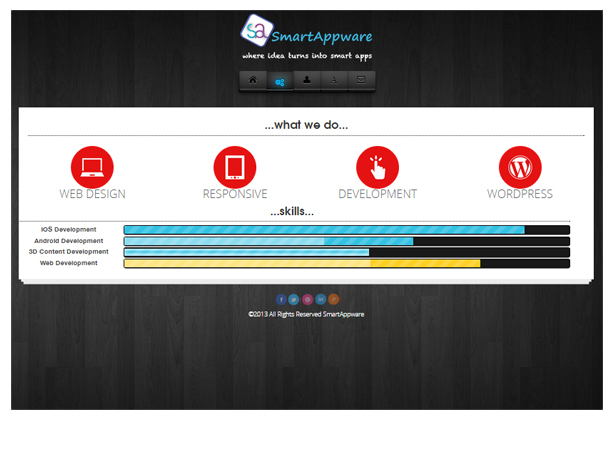 sa SmartAppware
where idea turns into smart apps
...what we do...
WEB DESIGN RESPONSIVE DEVELOPMENT WORDPRESS
...skills...
iOS Development
Android Development
3D Content Development
Web Development
©2013 All Rights Reserved SmartAppware